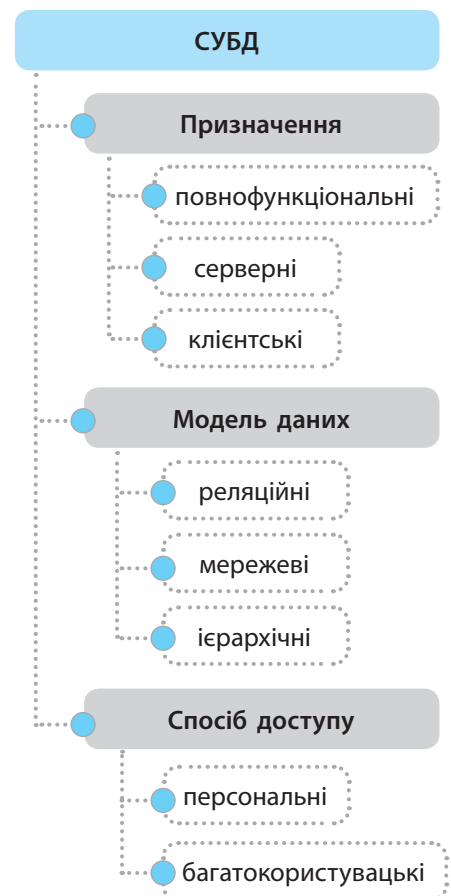 СУБД
Призначення
повнофункціональні
серверні
клієнтські
Модель даних
реляційні
мережеві
ієрархічні
Спосіб доступу
персональні
багатокористувацькі